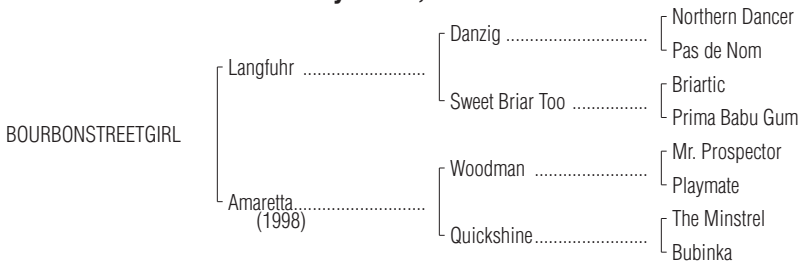 Northern Dancer
Danzig ................................
Pas de Nom
Langfuhr ...........................
Briartic
Sweet Briar Too .................
Prima Babu Gum
BOURBONSTREETGIRL
Mr. Prospector
Woodman .........................
Playmate
Amaretta.............................
(1998)
The Minstrel
Quickshine.........................
Bubinka